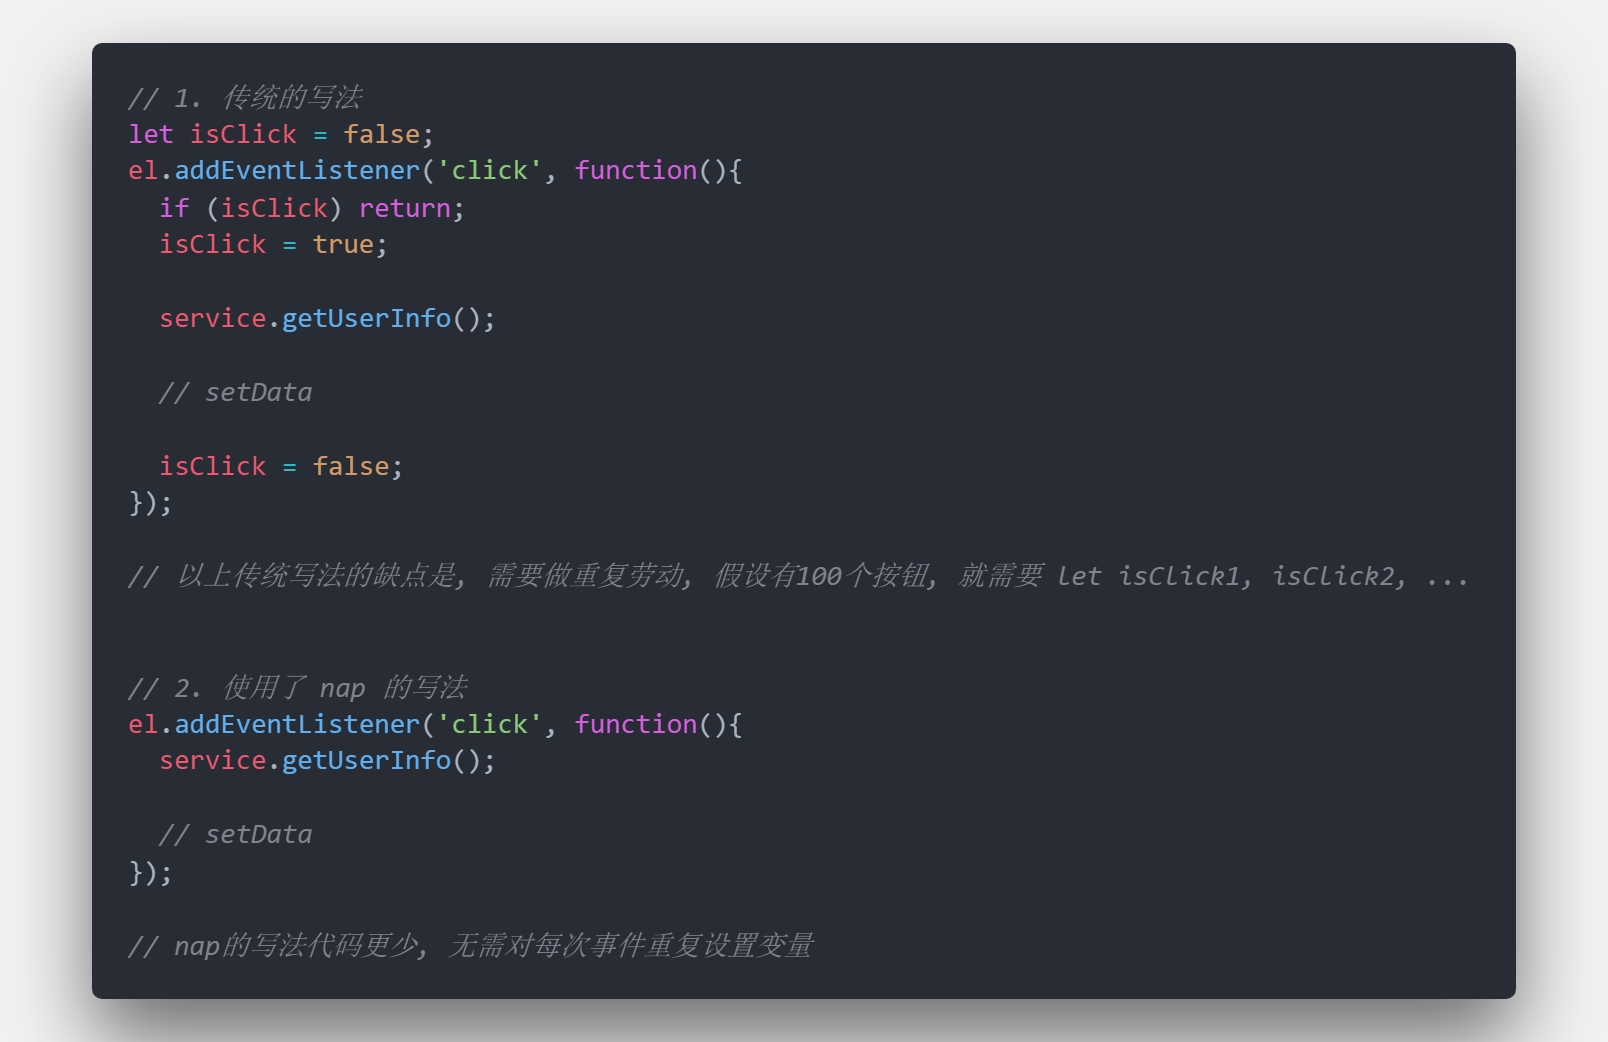 // 1. 传统的写法
let isClick = false;
el.addEventListener('click', function(){
  if (isClick) return;
  isClick = true;
  service.getUserInfo();
  // setData
  isClick = false;
});
// 以上传统写法的缺点是, 需要做重复劳动, 假设有100个按钮, 就需要 let isClick1, isClick2, ...
// 2. 使用了 nap 的写法
el.addEventListener('click', function(){
  service.getUserInfo();
  // setData
});
// nap的写法代码更少, 无需对每次事件重复设置变量